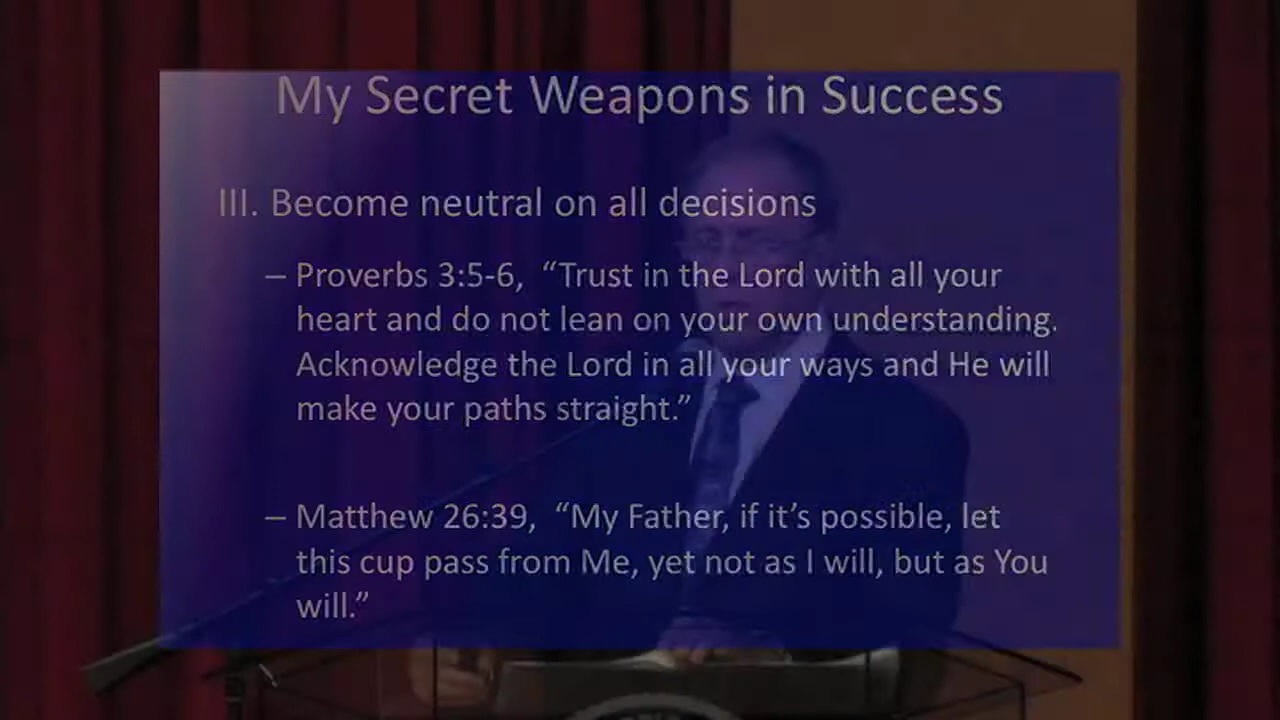 My Secret Weapons in Success
III. Become neutral on all decisions
– Proverbs 3:5-6, “Trust in the Lord with all your
heart and do not lean on your own understanding.
Acknowledge the Lord in all your ways and He will
make your paths straight.”
– Matthew 26:39, “My Father, if it’s possible, let
this cup pass from Me, yet not as I will, but as You
will.”